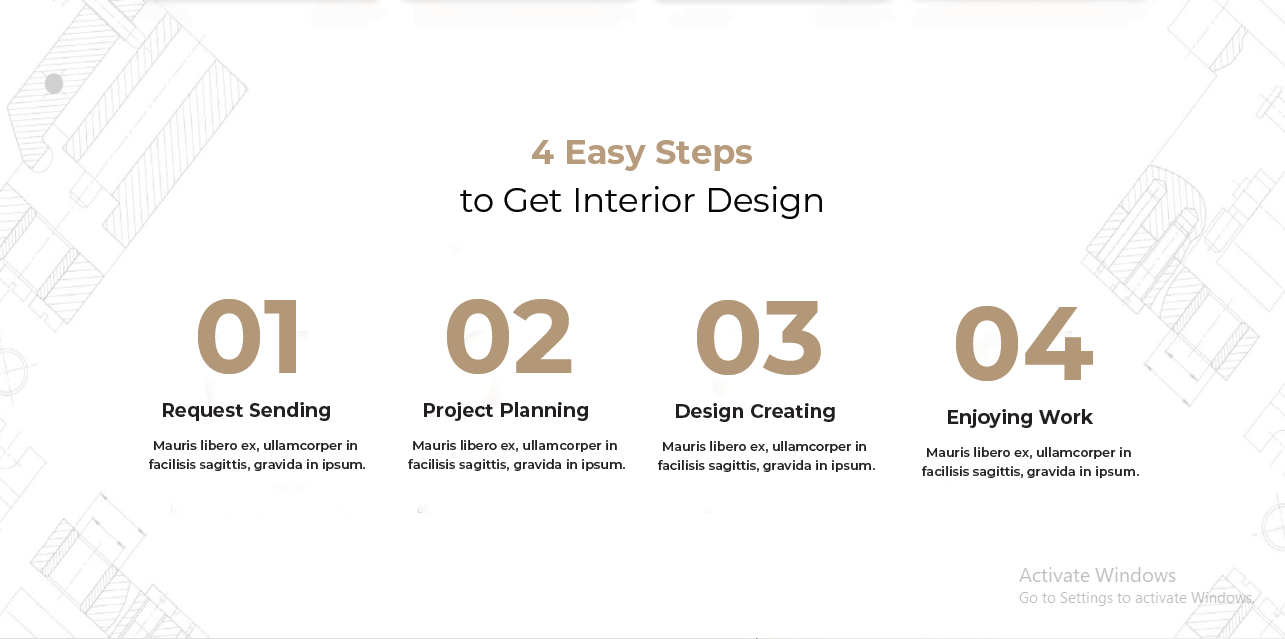 4 Easy Steps
to Get Interior Design
01
Request Sending
Mauris libero ex, ullamcorper in
facilisis sagittis, gravida in ipsum.
02
Project Planning
Mauris libero ex, ullamcorper in
facilisis sagittis, gravida in ipsum.
03
Design Creating
Mauris libero ex, ullamcorper in
facilisis sagittis, gravida in ipsum.
04
Enjoying Work
Mauris libero ex, ullamcorper in
facilisis sagittis, gravida in ipsum.
Activate Windows
Go to Settings to activate Windows.